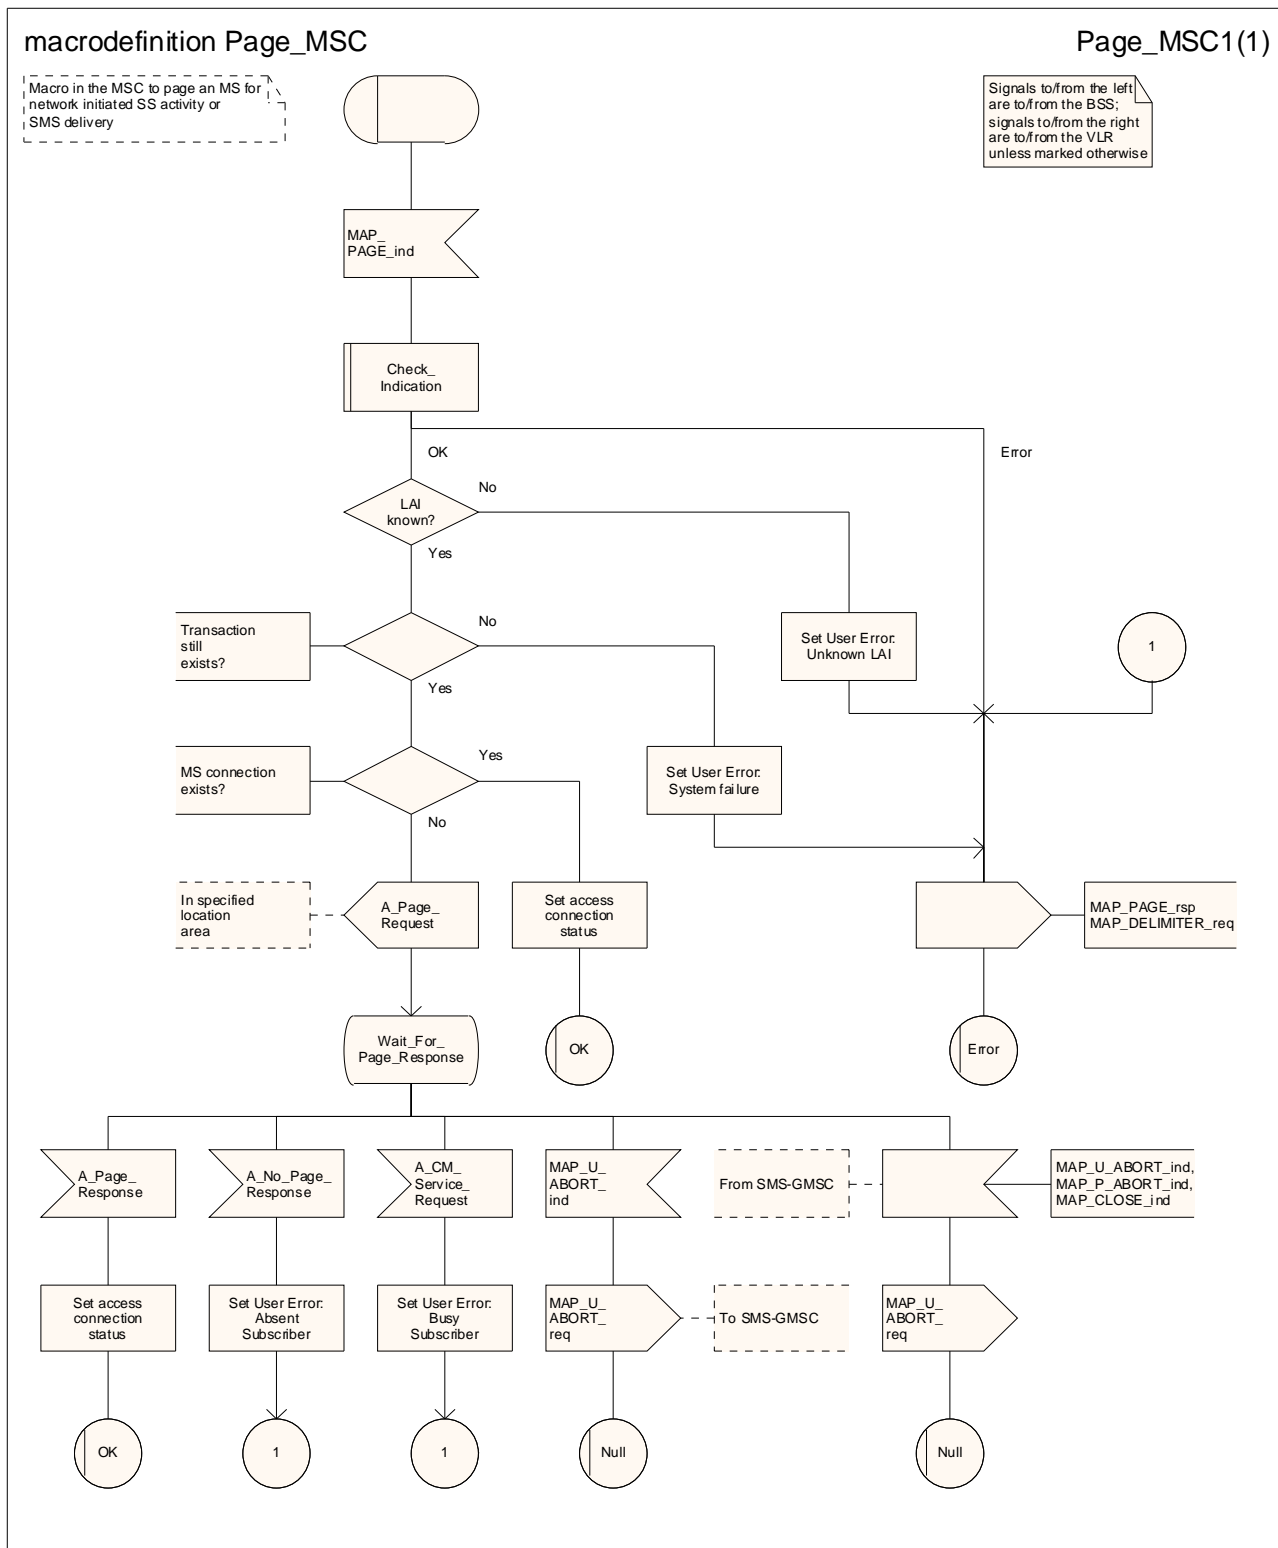 macrodefinition Page_MSC
Page_MSC1(1)
Macro in the MSC to page an MS for
network initiated SS activity or
SMS delivery
Signals to/from the left
are to/from the BSS;
signals to/from the right
are to/from the VLR
unless marked otherwise
MAP_
PAGE_ind
Check_
Indication
OK
Error
LAI
known?
No
Yes
Transaction
still
exists?
No
Yes
Set User Error:
Unknown LAI
1
MS connection
exists?
Yes
No
Set User Error:
System failure
In specified
location
area
A_Page_
Request
Set access
connection
status
MAP_PAGE_rsp
MAP_DELIMITER_req
Wait_For_
Page_Response
OK
Error
A_Page_
Response
A_No_Page_
Response
A_CM_
Service_
Request
MAP_U_
ABORT_
ind
From SMS-GMSC
MAP_U_ABORT_ind,
MAP_P_ABORT_ind,
MAP_CLOSE_ind
Set access
connection
status
Set User Error:
Absent
Subscriber
Set User Error:
Busy
Subscriber
MAP_U_
ABORT_
req
To SMS-GMSC
MAP_U_
ABORT_
req
OK
1
1
Null
Null